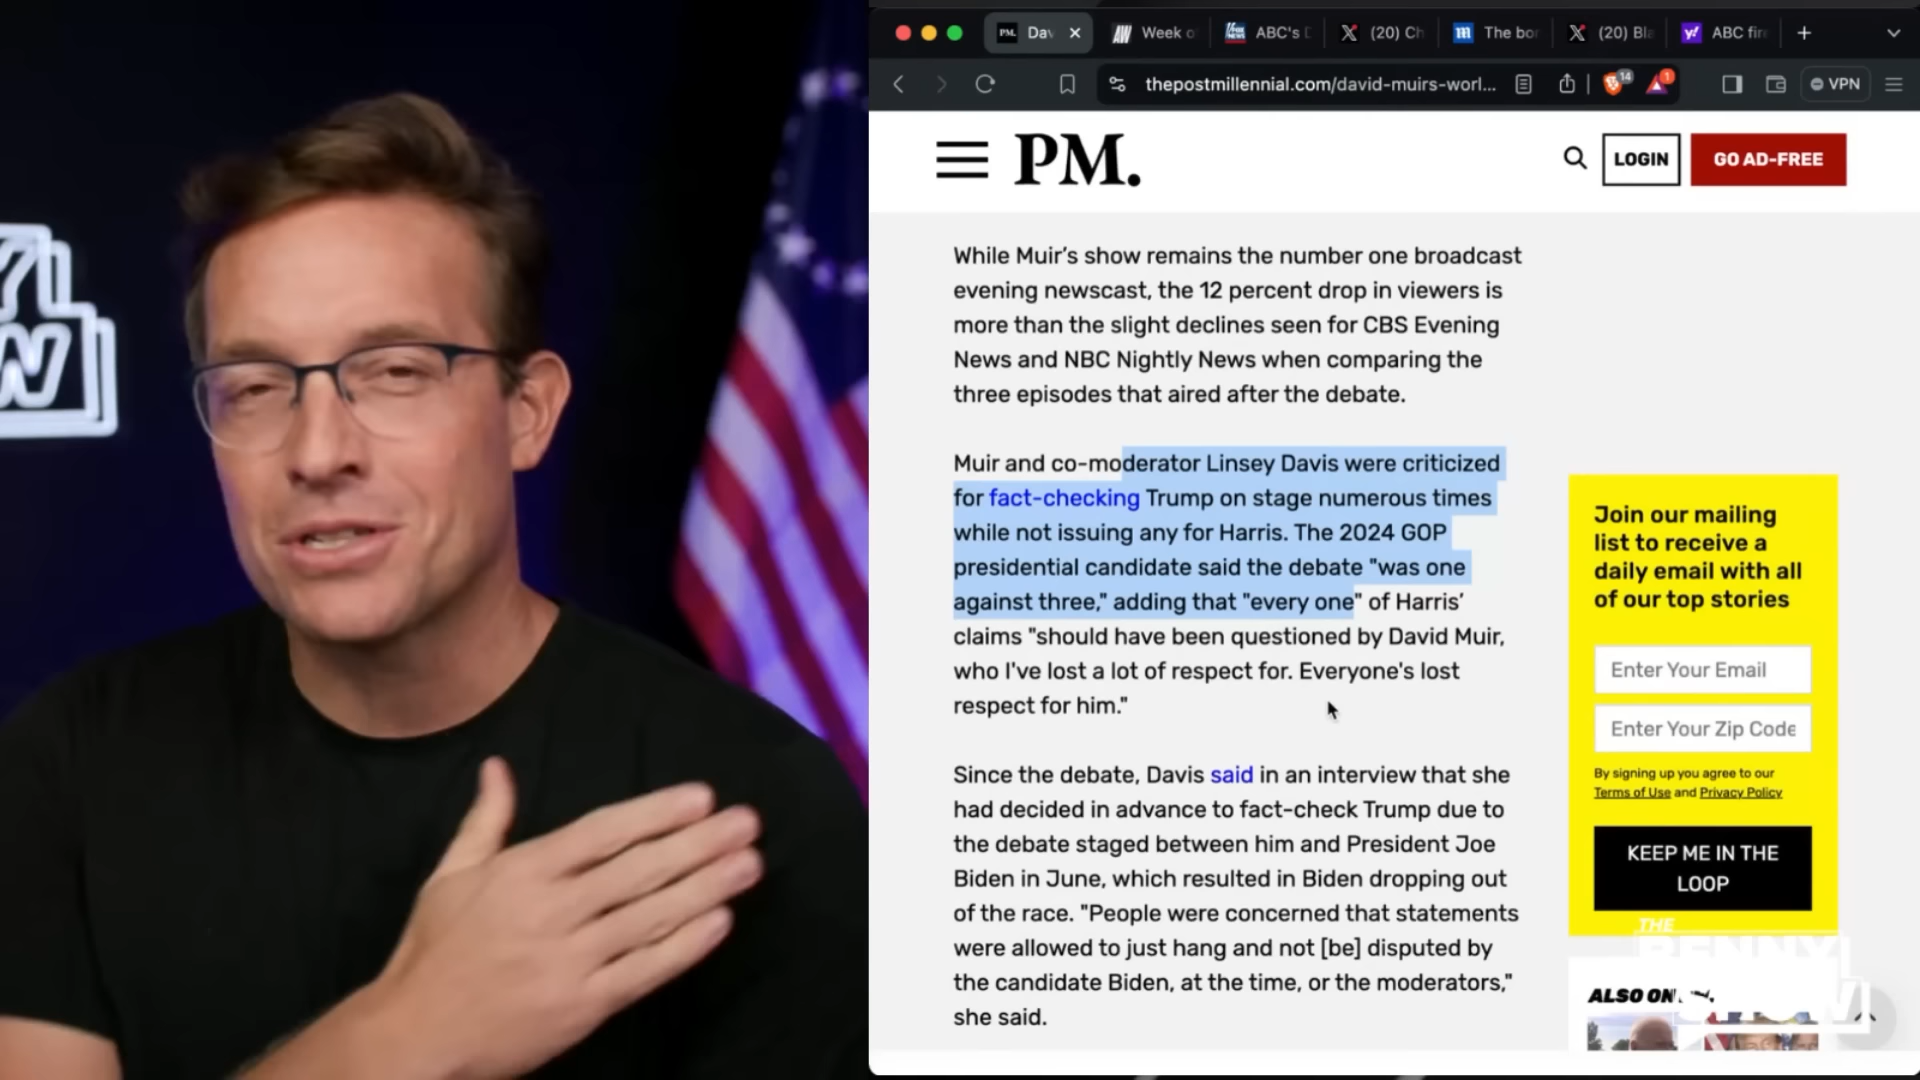 Y
W
PM. Dav
Week o
ABC's D
(20) Ch
The bor
(20) Bla
ABC fir
thepostmillennial.com/david-muirs-worl...
14
1
VPN
PM.
LOGIN
GO AD-FREE
While Muir's show remains the number one broadcast
evening newscast, the 12 percent drop in viewers is
more than the slight declines seen for CBS Evening
News and NBC Nightly News when comparing the
three episodes that aired after the debate.
Muir and co-moderator Linsey Davis were criticized
for fact-checking Trump on stage numerous times
while not issuing any for Harris. The 2024 GOP
presidential candidate said the debate "was one
against three," adding that "every one" of Harris'
claims "should have been questioned by David Muir,
who I've lost a lot of respect for. Everyone's lost
respect for him."
Since the debate, Davis said in an interview that she
had decided in advance to fact-check Trump due to
the debate staged between him and President Joe
Biden in June, which resulted in Biden dropping out
of the race. "People were concerned that statements
were allowed to just hang and not [be] disputed by
the candidate Biden, at the time, or the moderators,"
she said.
Join our mailing
list to receive a
daily email with all
of our top stories
Enter Your Email
Enter Your Zip Code
By signing up you agree to our
Terms of Use and Privacy Policy
KEEP ME IN THE
LOOP
THE
BENNY
SHOW
ALSO ON